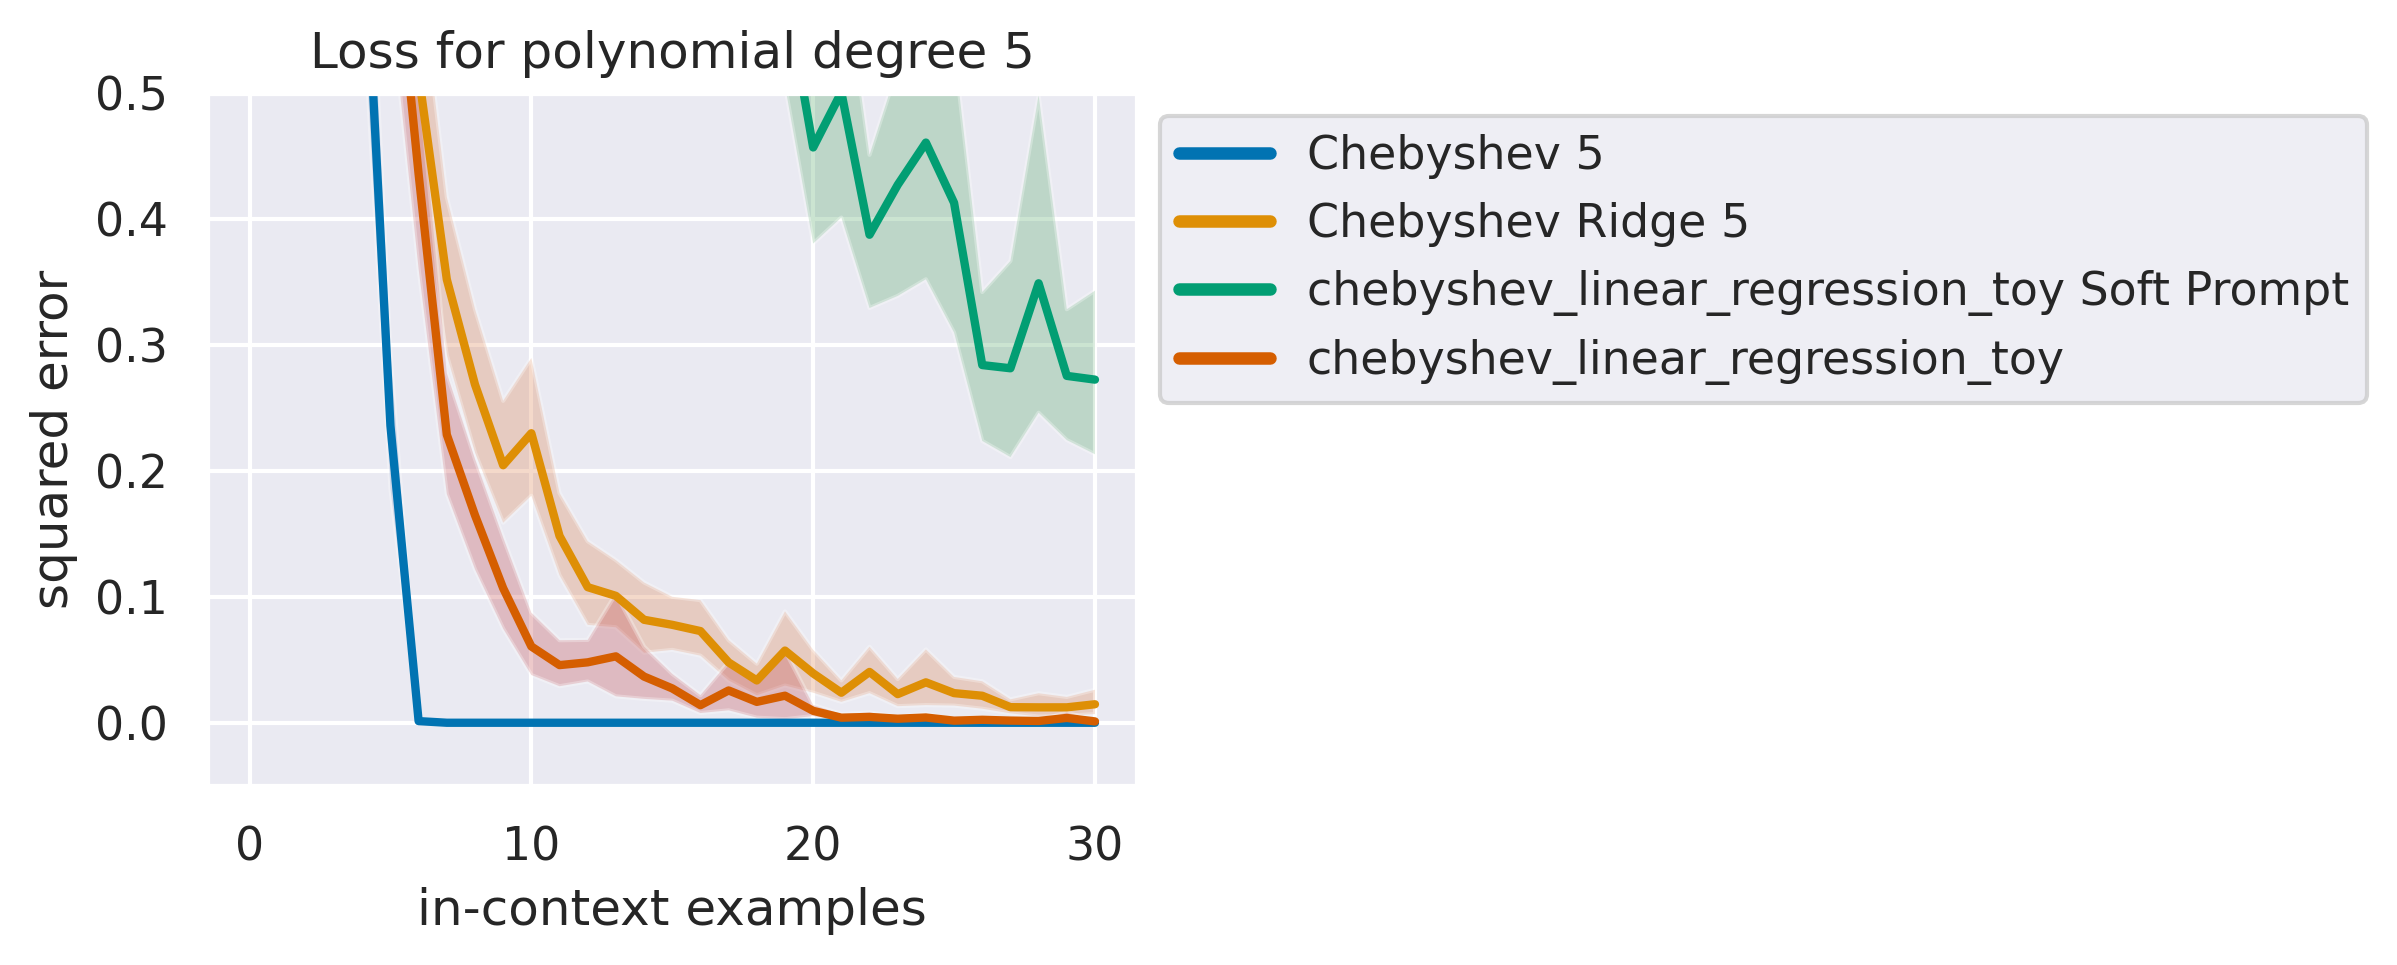 Loss for polynomial degree 5
0.5
0.4
0.3
0.2
0.1
0.0
squared error
0 10 20 30
in-context examples
Chebyshev 5
Chebyshev Ridge 5
chebyshev_linear_regression_toy Soft Prompt
chebyshev_linear_regression_toy